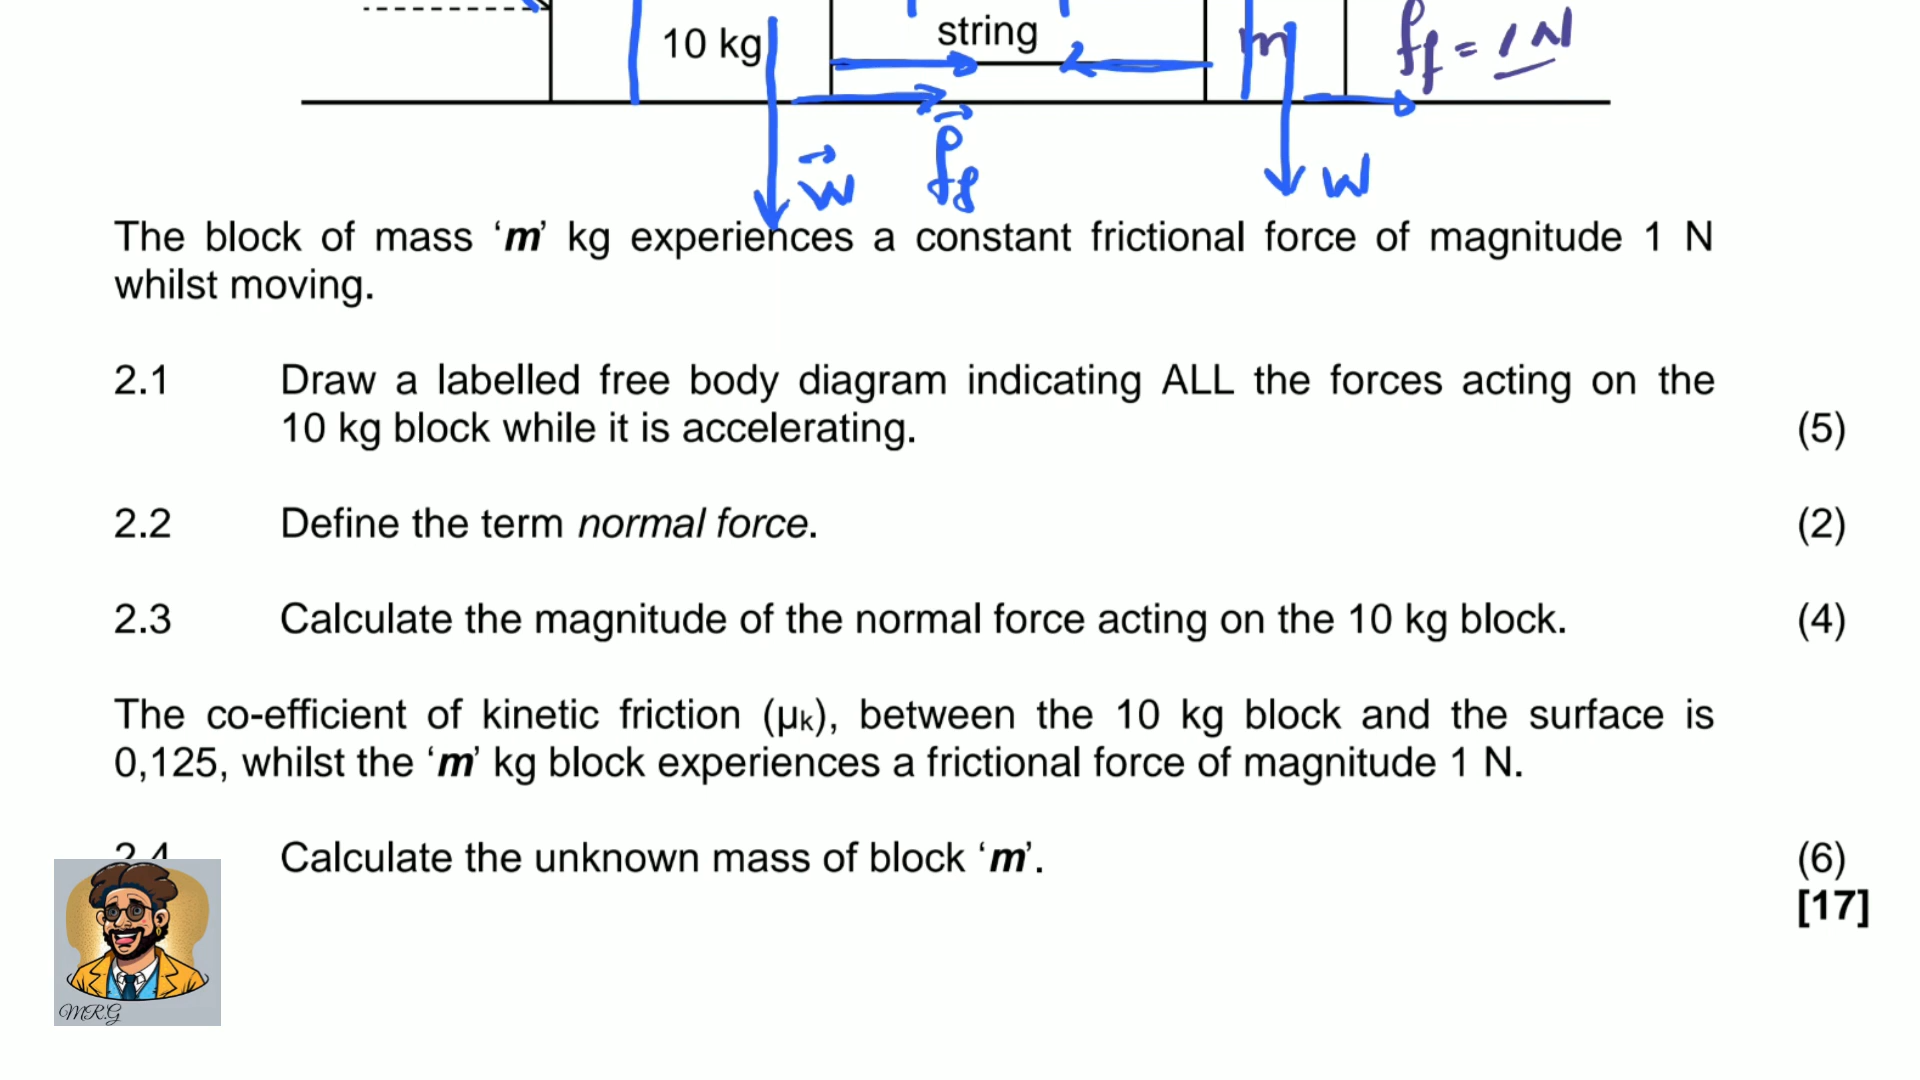 10 kg
string
m
ff = 1 N
w
ff
W
The block of mass ‘m’ kg experiences a constant frictional force of magnitude 1 N
whilst moving.
2.1 Draw a labelled free body diagram indicating ALL the forces acting on the
10 kg block while it is accelerating. (5)
2.2 Define the term normal force. (2)
2.3 Calculate the magnitude of the normal force acting on the 10 kg block. (4)
The co-efficient of kinetic friction (µk), between the 10 kg block and the surface is
0,125, whilst the ‘m’ kg block experiences a frictional force of magnitude 1 N.
2.4 Calculate the unknown mass of block ‘m’. (6)
[17]
MR.G